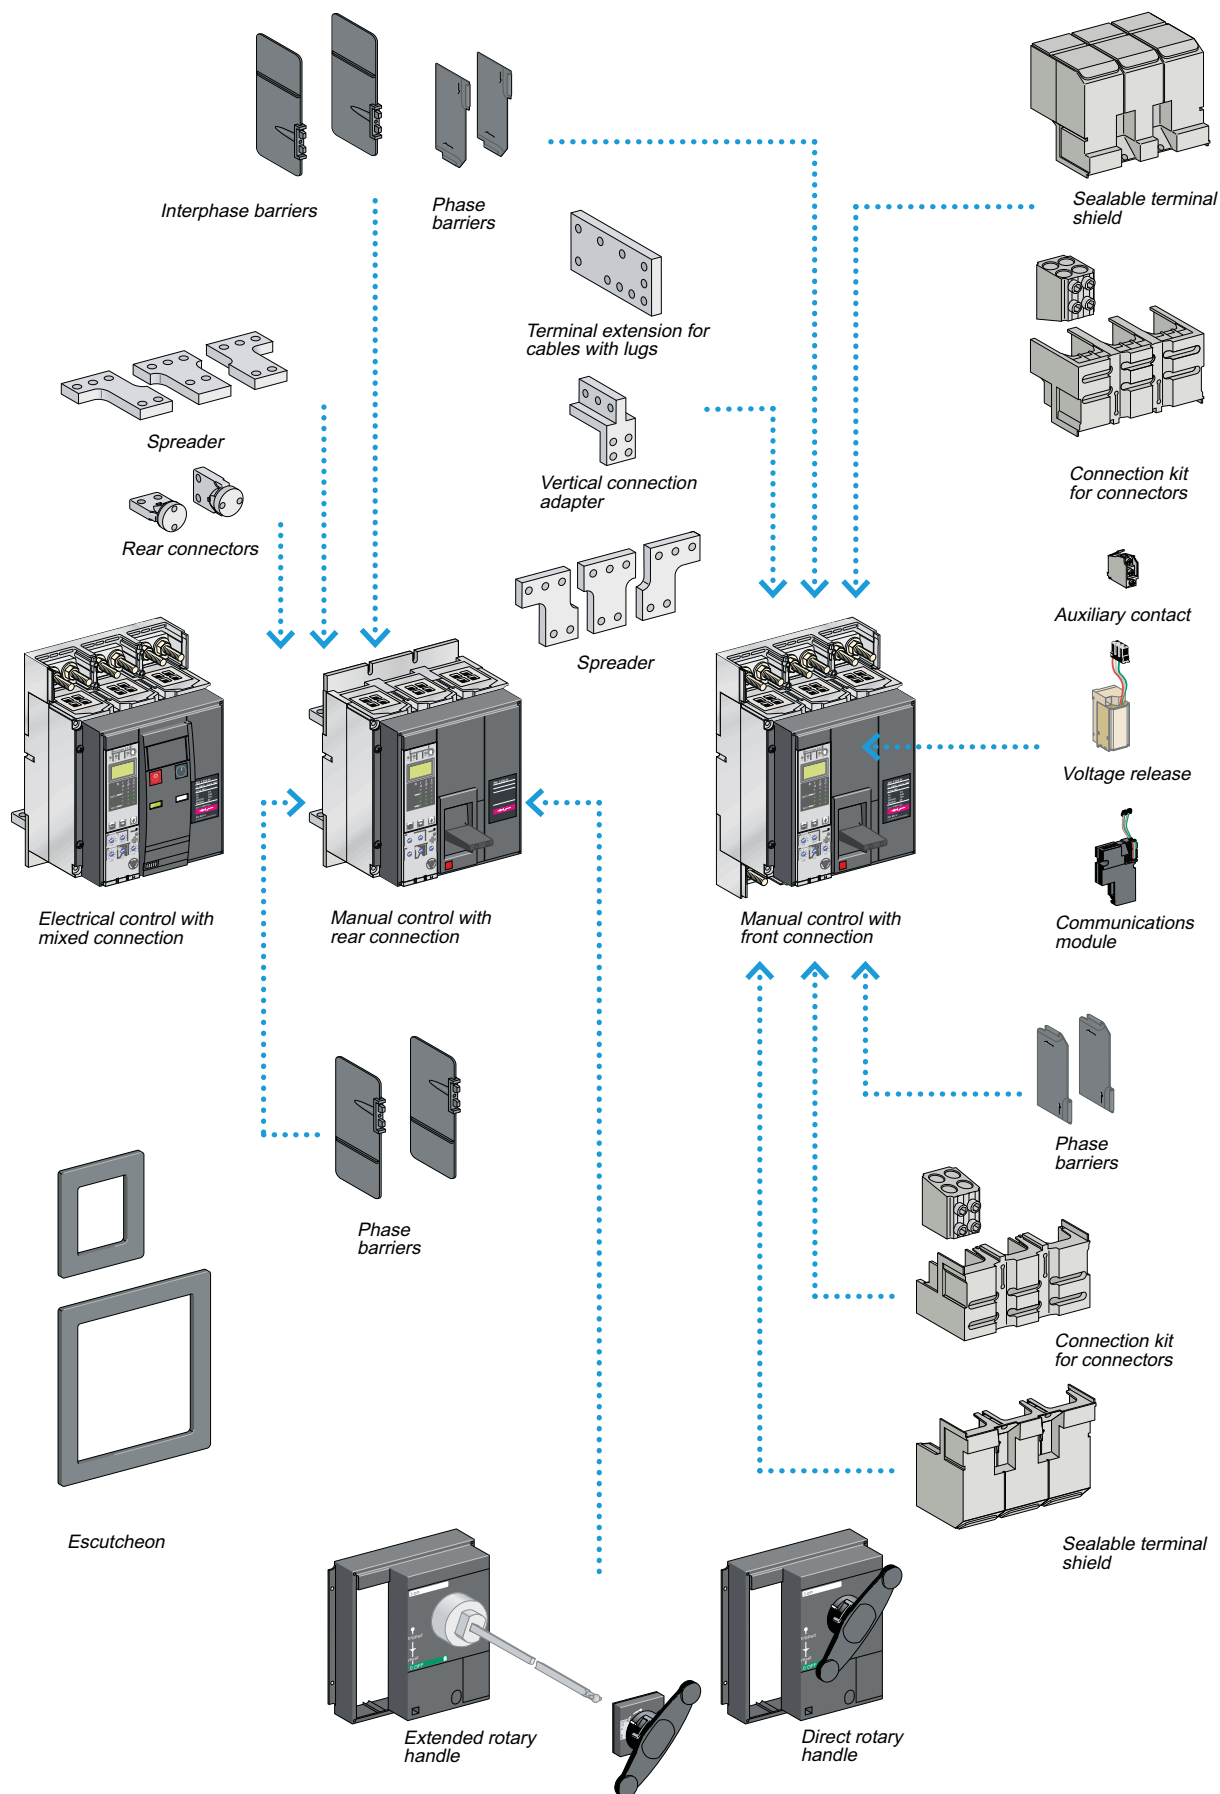 Interphase barriers
Phase
barriers
Sealable terminal
shield
Terminal extension for
cables with lugs
Spreader
Vertical connection
adapter
Connection kit
for connectors
Rear connectors
Auxiliary contact
Spreader
Voltage release
Electrical control with
mixed connection
Manual control with
rear connection
Manual control with
front connection
Communications
module
Phase
barriers
Phase
barriers
Connection kit
for connectors
Escutcheon
Sealable terminal
shield
Extended rotary
handle
Direct rotary
handle